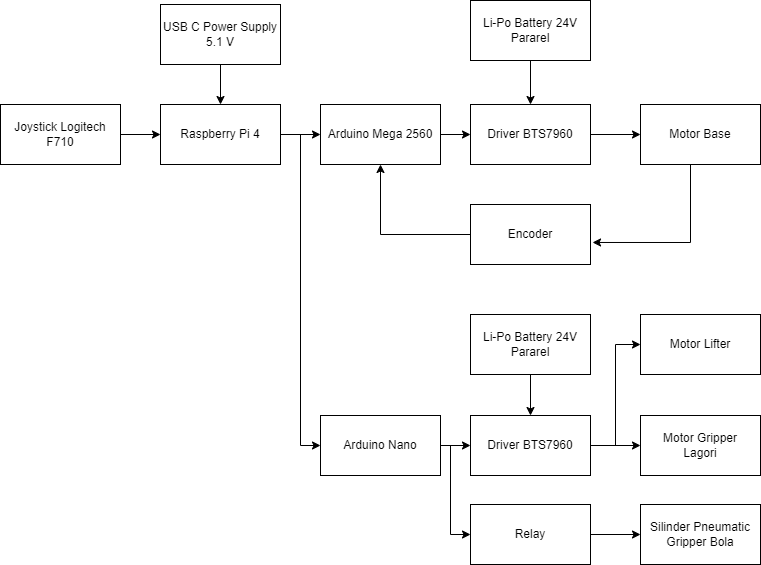 USB C Power Supply
5.1 V
Li-Po Battery 24V
Pararel
Joystick Logitech
F710
Raspberry Pi 4
Arduino Mega 2560
Driver BTS7960
Motor Base
Encoder
Li-Po Battery 24V
Pararel
Motor Lifter
Arduino Nano
Driver BTS7960
Motor Gripper
Lagori
Relay
Silinder Pneumatic
Gripper Bola